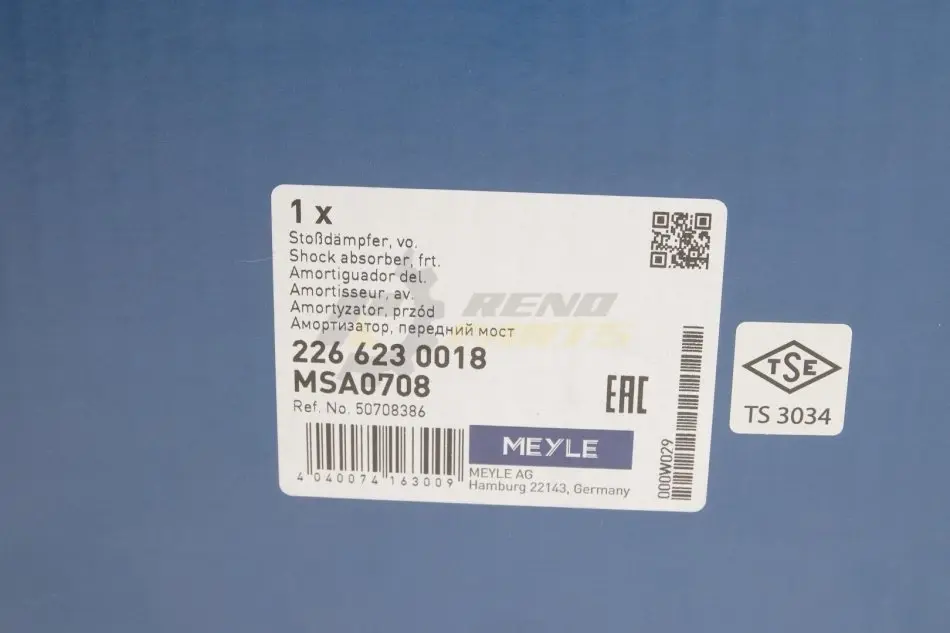 1 x
Stoßdämpfer, vo.
Shock absorber, frt.
Amortiguador del.
Amortisseur, av.
Amortyzator, przód
Амортизатор, передний мост
RENO
PARTS
226 623 0018
MSA0708
Ref. No. 50708386
EAC
MEYLE
4 040074 163009
MEYLE AG
Hamburg 22143, Germany
000W029
TSE
TS 3034